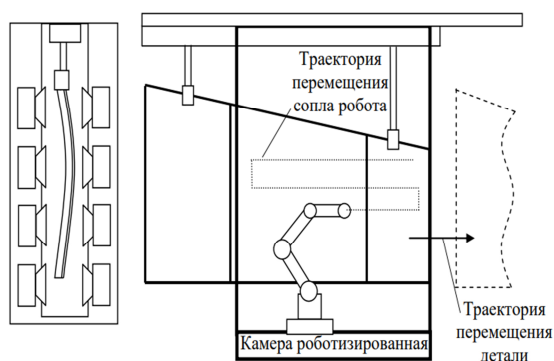 Траектория
перемещения
сопла робота
Камера роботизированная
Траектория
перемещения
детали